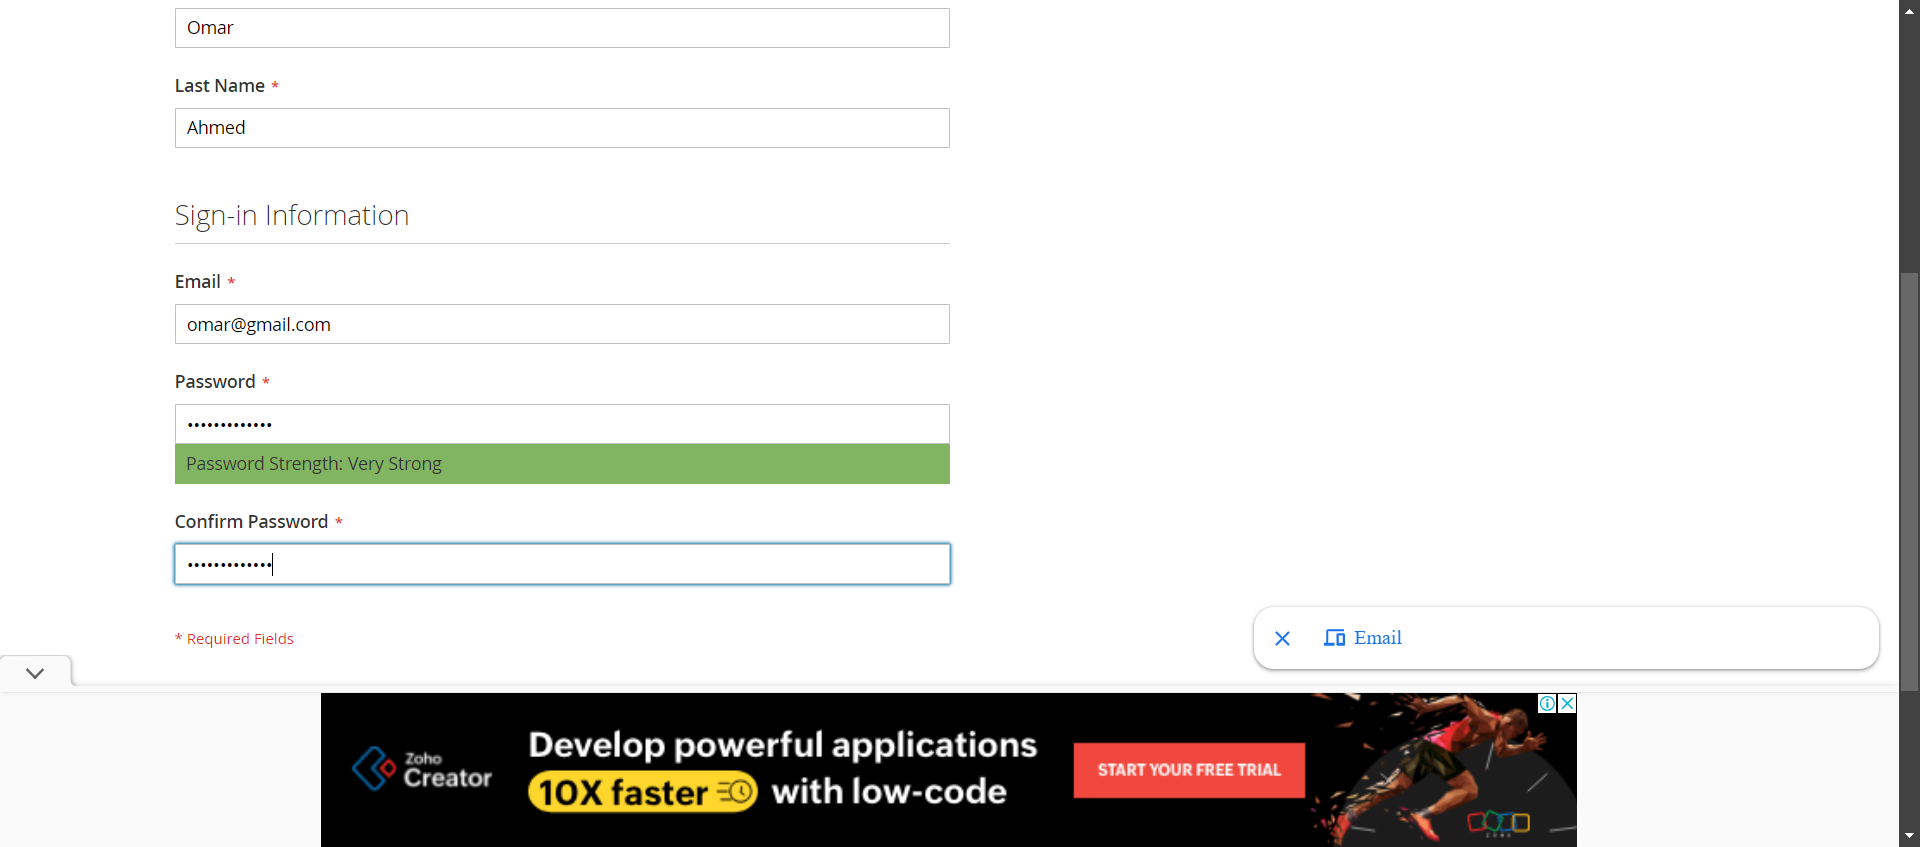 Omar
Last Name *
Ahmed
Sign-in Information
Email *
omar@gmail.com
Password *
•••••••••••••
Password Strength: Very Strong
Confirm Password *
•••••••••••••
* Required Fields
Email
Zoho
Creator
Develop powerful applications
10X faster with low-code
START YOUR FREE TRIAL
ZOHO